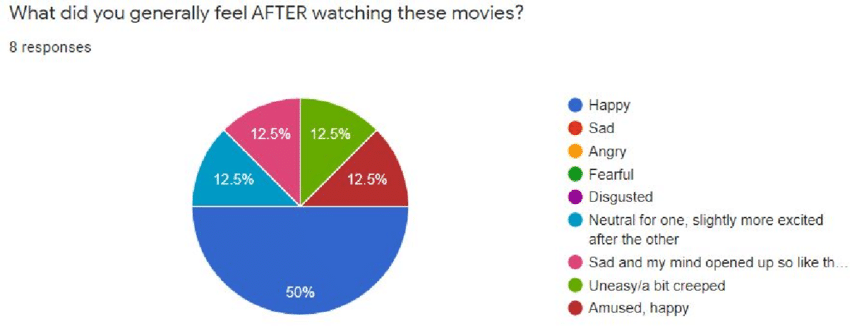 What did you generally feel AFTER watching these movies?
8 responses
12.5%
12.5%
12.5%
12.5%
50%
Happy
Sad
Angry
Fearful
Disgusted
Neutral for one, slightly more excited
after the other
Sad and my mind opened up so like th...
Uneasy/a bit creeped
Amused, happy